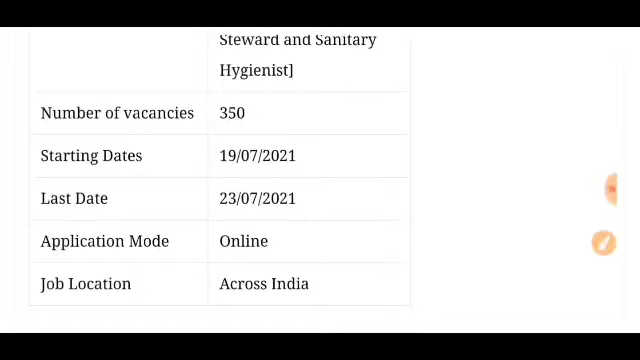 Steward and Sanitary
Hygienist]
Number of vacancies 350
Starting Dates 19/07/2021
Last Date 23/07/2021
Application Mode Online
Job Location Across India